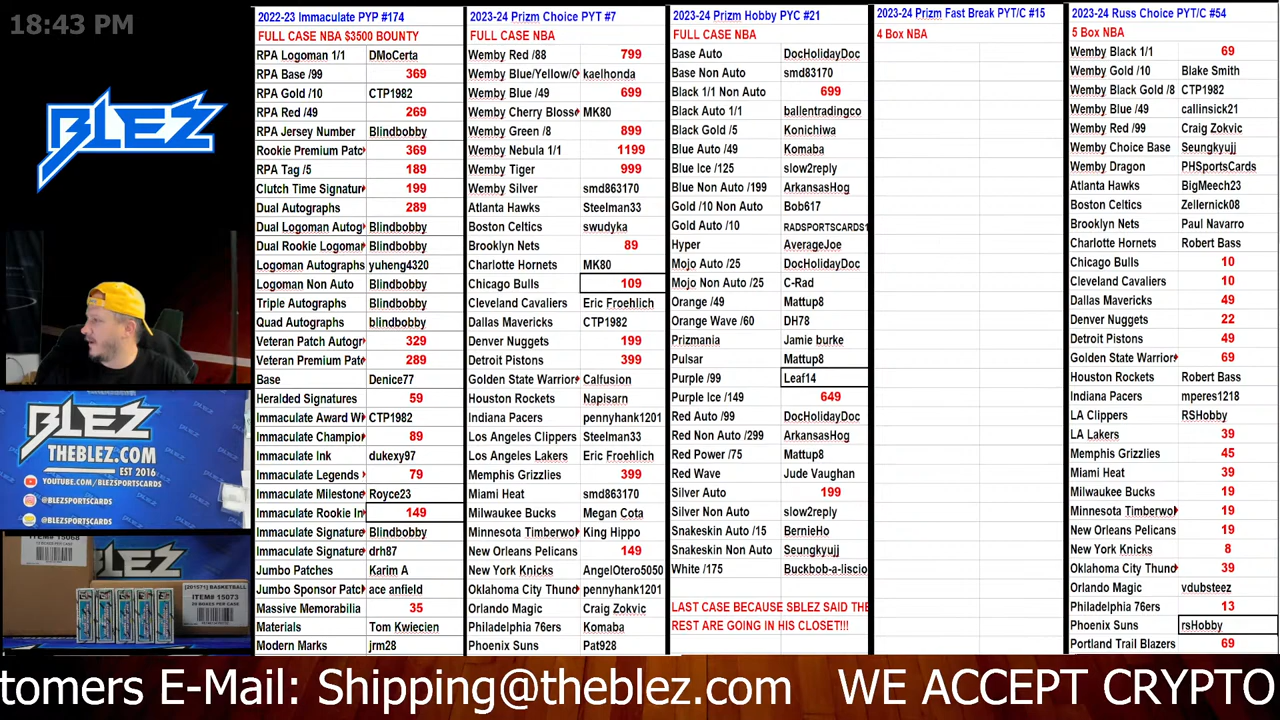 18:43 PM
BLEZ
BLEZ
THEBLEZ.COM
EST 2016
YOUTUBE.COM/BLEZSPORTSCARDS
@BLEZSPORTSCARDS
@BLEZSPORTSCARDS
ITEM# 15068
BLEZ
[201571] BASKETBALL
ITEM# 15073
20 BOXES PER CASE
2022-23 Immaculate PYP #174
FULL CASE NBA $3500 BOUNTY
RPA Logoman 1/1 DMoCerta
RPA Base /99 369
RPA Gold /10 CTP1982
RPA Red /49 269
RPA Jersey Number Blindbobby
Rookie Premium Patc 369
RPA Tag /5 189
Clutch Time Signatur 199
Dual Autographs 289
Dual Logoman Autog Blindbobby
Dual Rookie Logomar Blindbobby
Logoman Autographs yuheng4320
Logoman Non Auto Blindbobby
Triple Autographs Blindbobby
Quad Autographs blindbobby
Veteran Patch Autogr 329
Veteran Premium Pat 289
Base Denice77
Heralded Signatures 59
Immaculate Award Wi CTP1982
Immaculate Champio 89
Immaculate Ink dukexy97
Immaculate Legends 79
Immaculate Milestone Royce23
Immaculate Rookie In 149
Immaculate Signature Blindbobby
Immaculate Signature drh87
Jumbo Patches Karim A
Jumbo Sponsor Patc ace anfield
Massive Memorabilia 35
Materials Tom Kwiecien
Modern Marks jrm28
2023-24 Prizm Choice PYT #7
FULL CASE NBA
Wemby Red /88 799
Wemby Blue/Yellow/G kaelhonda
Wemby Blue /49 699
Wemby Cherry Blosso MK80
Wemby Green /8 899
Wemby Nebula 1/1 1199
Wemby Tiger 999
Wemby Silver smd863170
Atlanta Hawks Steelman33
Boston Celtics swudyka
Brooklyn Nets 89
Charlotte Hornets MK80
Chicago Bulls 109
Cleveland Cavaliers Eric Froehlich
Dallas Mavericks CTP1982
Denver Nuggets 199
Detroit Pistons 399
Golden State Warrior Calfusion
Houston Rockets Napisarn
Indiana Pacers pennyhank1201
Los Angeles Clippers Steelman33
Los Angeles Lakers Eric Froehlich
Memphis Grizzlies 399
Miami Heat smd863170
Milwaukee Bucks Megan Cota
Minnesota Timberwo King Hippo
New Orleans Pelicans 149
New York Knicks AngelOtero5050
Oklahoma City Thund pennyhank1201
Orlando Magic Craig Zokvic
Philadelphia 76ers Komaba
Phoenix Suns Pat928
2023-24 Prizm Hobby PYC #21
FULL CASE NBA
Base Auto DocHolidayDoc
Base Non Auto smd83170
Black 1/1 Non Auto 699
Black Auto 1/1 ballentradingco
Black Gold /5 Konichiwa
Blue Auto /49 Komaba
Blue Ice /125 slow2reply
Blue Non Auto /199 ArkansasHog
Gold /10 Non Auto Bob617
Gold Auto /10 RADSPORTSCARDS1
Hyper AverageJoe
Mojo Auto /25 DocHolidayDoc
Mojo Non Auto /25 C-Rad
Orange /49 Mattup8
Orange Wave /60 DH78
Prizmania Jamie burke
Pulsar Mattup8
Purple /99 Leaf14
Purple Ice /149 649
Red Auto /99 DocHolidayDoc
Red Non Auto /299 ArkansasHog
Red Power /75 Mattup8
Red Wave Jude Vaughan
Silver Auto 199
Silver Non Auto slow2reply
Snakeskin Auto /15 BernieHo
Snakeskin Non Auto Seungkyujj
White /175 Buckbob-a-liscio
LAST CASE BECAUSE SBLEZ SAID THE
REST ARE GOING IN HIS CLOSET!!!
2023-24 Prizm Fast Break PYT/C #15
4 Box NBA
2023-24 Russ Choice PYT/C #54
5 Box NBA
Wemby Black 1/1 69
Wemby Gold /10 Blake Smith
Wemby Black Gold /8 CTP1982
Wemby Blue /49 callinsick21
Wemby Red /99 Craig Zokvic
Wemby Choice Base Seungkyujj
Wemby Dragon PHSportsCards
Atlanta Hawks BigMeech23
Boston Celtics Zellernick08
Brooklyn Nets Paul Navarro
Charlotte Hornets Robert Bass
Chicago Bulls 10
Cleveland Cavaliers 10
Dallas Mavericks 49
Denver Nuggets 22
Detroit Pistons 49
Golden State Warrior 69
Houston Rockets Robert Bass
Indiana Pacers mperes1218
LA Clippers RSHobby
LA Lakers 39
Memphis Grizzlies 45
Miami Heat 39
Milwaukee Bucks 19
Minnesota Timberwo 19
New Orleans Pelicans 19
New York Knicks 8
Oklahoma City Thund 39
Orlando Magic vdubsteez
Philadelphia 76ers 13
Phoenix Suns rsHobby
Portland Trail Blazers 69
tomers E-Mail: Shipping@theblez.com WE ACCEPT CRYPTO